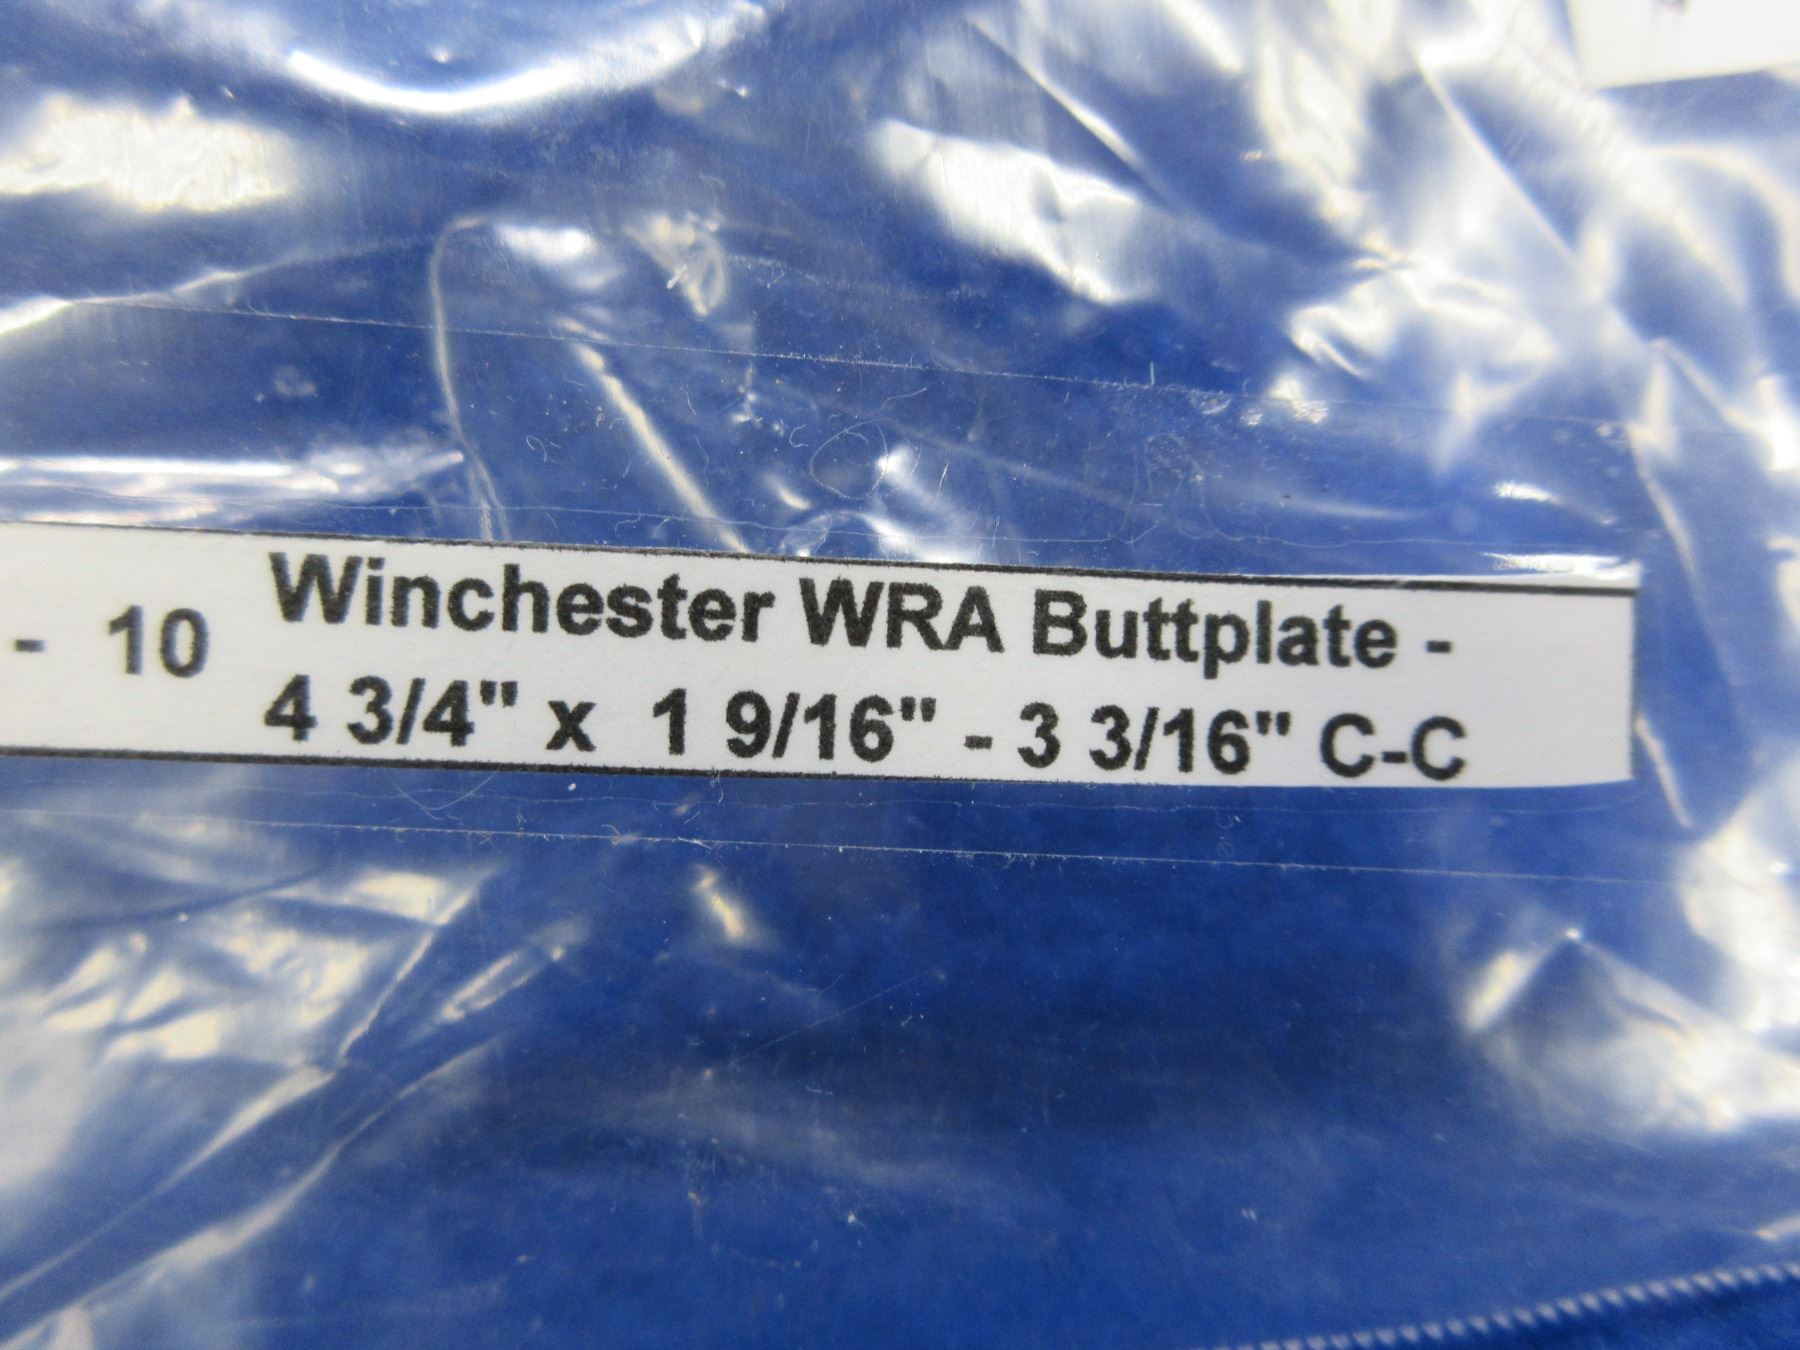 - 10 Winchester WRA Buttplate -
4 3/4" x 1 9/16" - 3 3/16" C-C